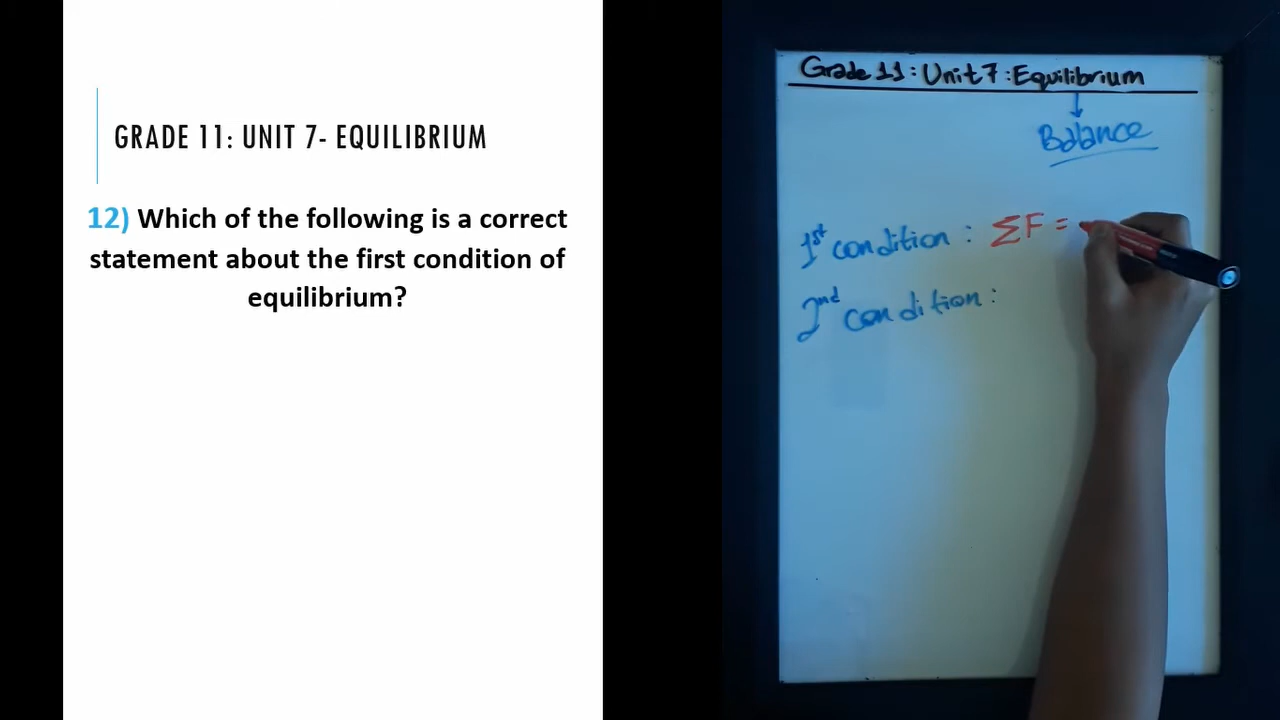 GRADE 11: UNIT 7- EQUILIBRIUM
12) Which of the following is a correct
statement about the first condition of
equilibrium?
Grade 11: Unit 7: Equilibrium
Balance
1st condition : ΣF =
2nd condition :